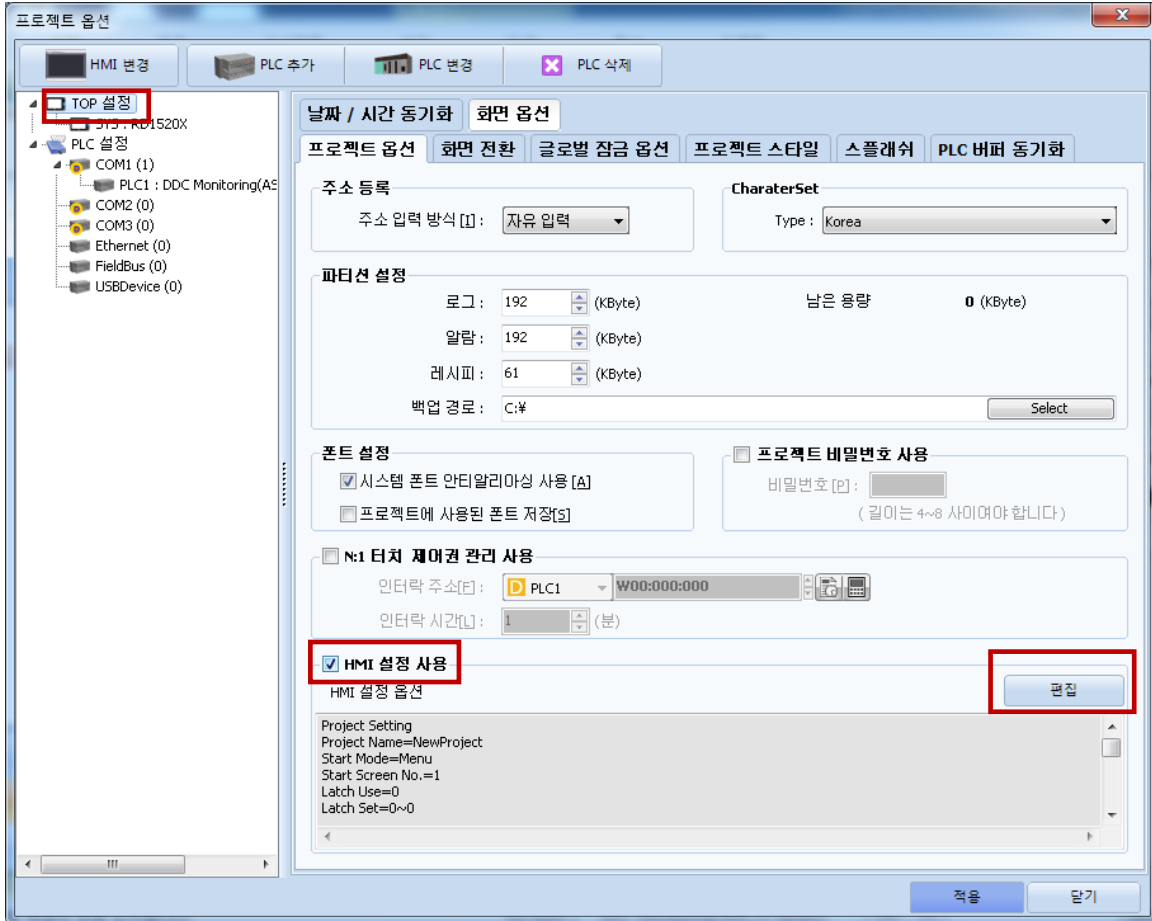 프로젝트 옵션
HMI 변경 PLC 추가 PLC 변경 PLC 삭제
TOP 설정
SYS : RD1520X
PLC 설정
COM1 (1)
PLC1 : DDC Monitoring(AS
COM2 (0)
COM3 (0)
Ethernet (0)
FieldBus (0)
USBDevice (0)
날짜 / 시간 동기화 화면 옵션
프로젝트 옵션 화면 전환 글로벌 잠금 옵션 프로젝트 스타일 스플래쉬 PLC 버퍼 동기화
주소 등록
주소 입력 방식[I] : 자유 입력
CharaterSet
Type : Korea
파티션 설정
로그 : 192 (KByte) 남은 용량 0 (KByte)
알람 : 192 (KByte)
레시피 : 61 (KByte)
백업 경로 : C:¥ Select
폰트 설정
시스템 폰트 안티알리아싱 사용[A]
프로젝트에 사용된 폰트 저장[S]
프로젝트 비밀번호 사용
비밀번호[P] :
( 길이는 4~8 사이여야 합니다 )
N:1 터치 제어권 관리 사용
인터락 주소[F] : D PLC1 W00:000:000
인터락 시간[L] : 1 (분)
HMI 설정 사용
HMI 설정 옵션 편집
Project Setting
Project Name=NewProject
Start Mode=Menu
Start Screen No.=1
Latch Use=0
Latch Set=0~0
적용 닫기